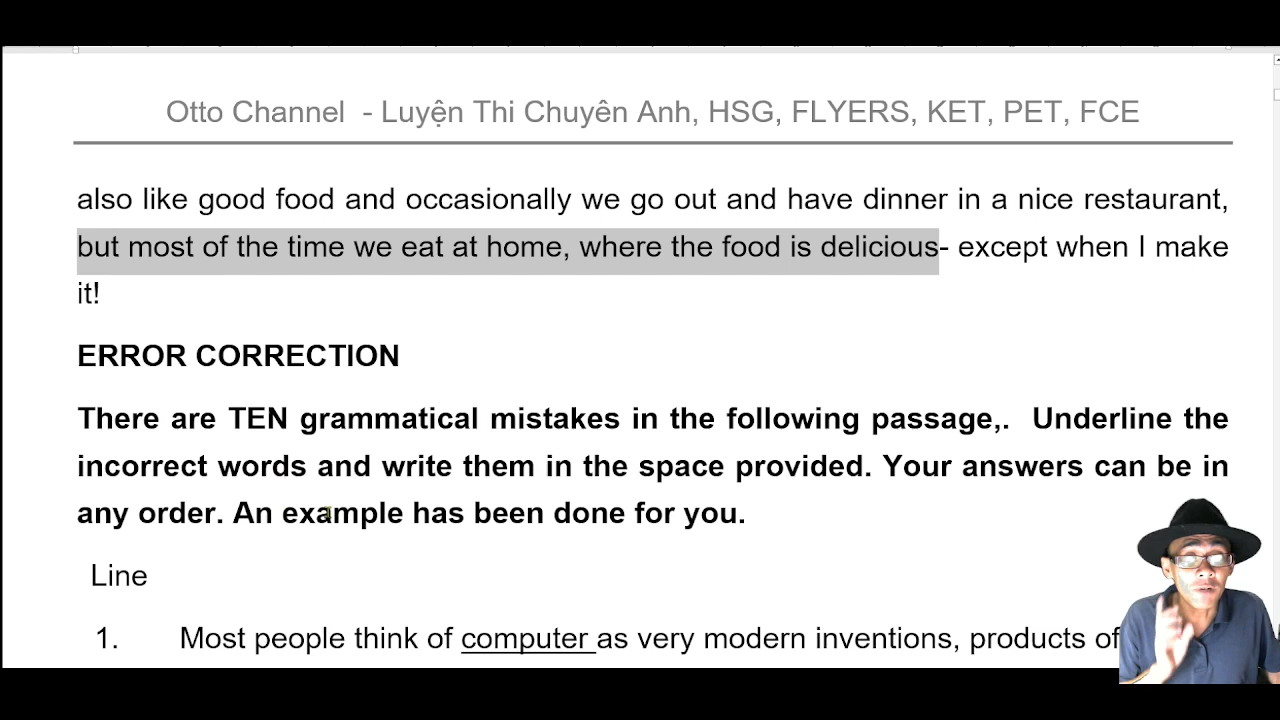 Otto Channel - Luyện Thi Chuyên Anh, HSG, FLYERS, KET, PET, FCE
also like good food and occasionally we go out and have dinner in a nice restaurant,
but most of the time we eat at home, where the food is delicious- except when I make
it!
ERROR CORRECTION
There are TEN grammatical mistakes in the following passage,. Underline the
incorrect words and write them in the space provided. Your answers can be in
any order. An example has been done for you.
Line
1. Most people think of computer as very modern inventions, products of